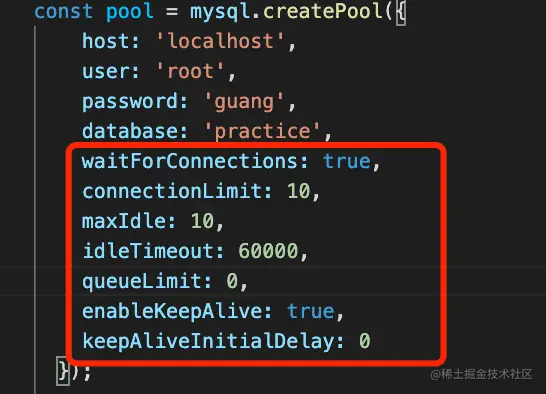 const pool = mysql.createPool({
host: 'localhost',
user: 'root',
password: 'guang',
database: 'practice',
waitForConnections: true,
connectionLimit: 10,
maxIdle: 10,
idleTimeout: 60000,
queueLimit: 0,
enableKeepAlive: true,
keepAliveInitialDelay: 0
});
@稀土掘金技术社区